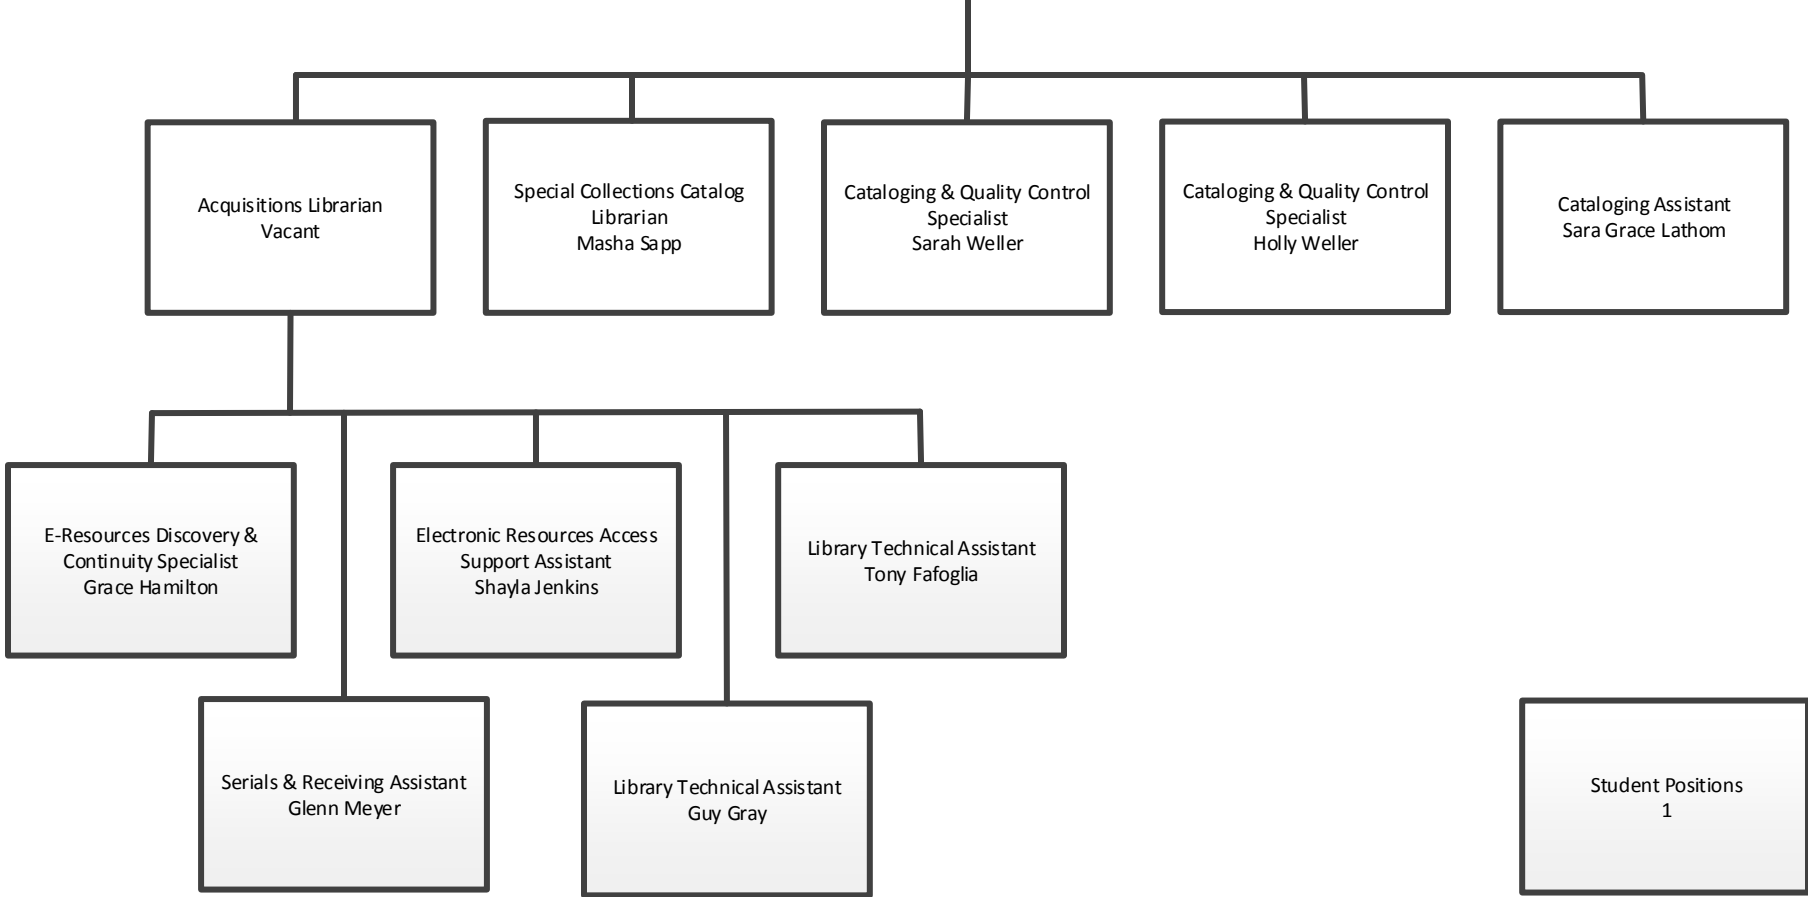 Acquisitions Librarian
Vacant
Special Collections Catalog
Librarian
Masha Sapp
Cataloging & Quality Control
Specialist
Sarah Weller
Cataloging & Quality Control
Specialist
Holly Weller
Cataloging Assistant
Sara Grace Lathom
E-Resources Discovery &
Continuity Specialist
Grace Hamilton
Electronic Resources Access
Support Assistant
Shayla Jenkins
Library Technical Assistant
Tony Fafoglia
Serials & Receiving Assistant
Glenn Meyer
Library Technical Assistant
Guy Gray
Student Positions
1